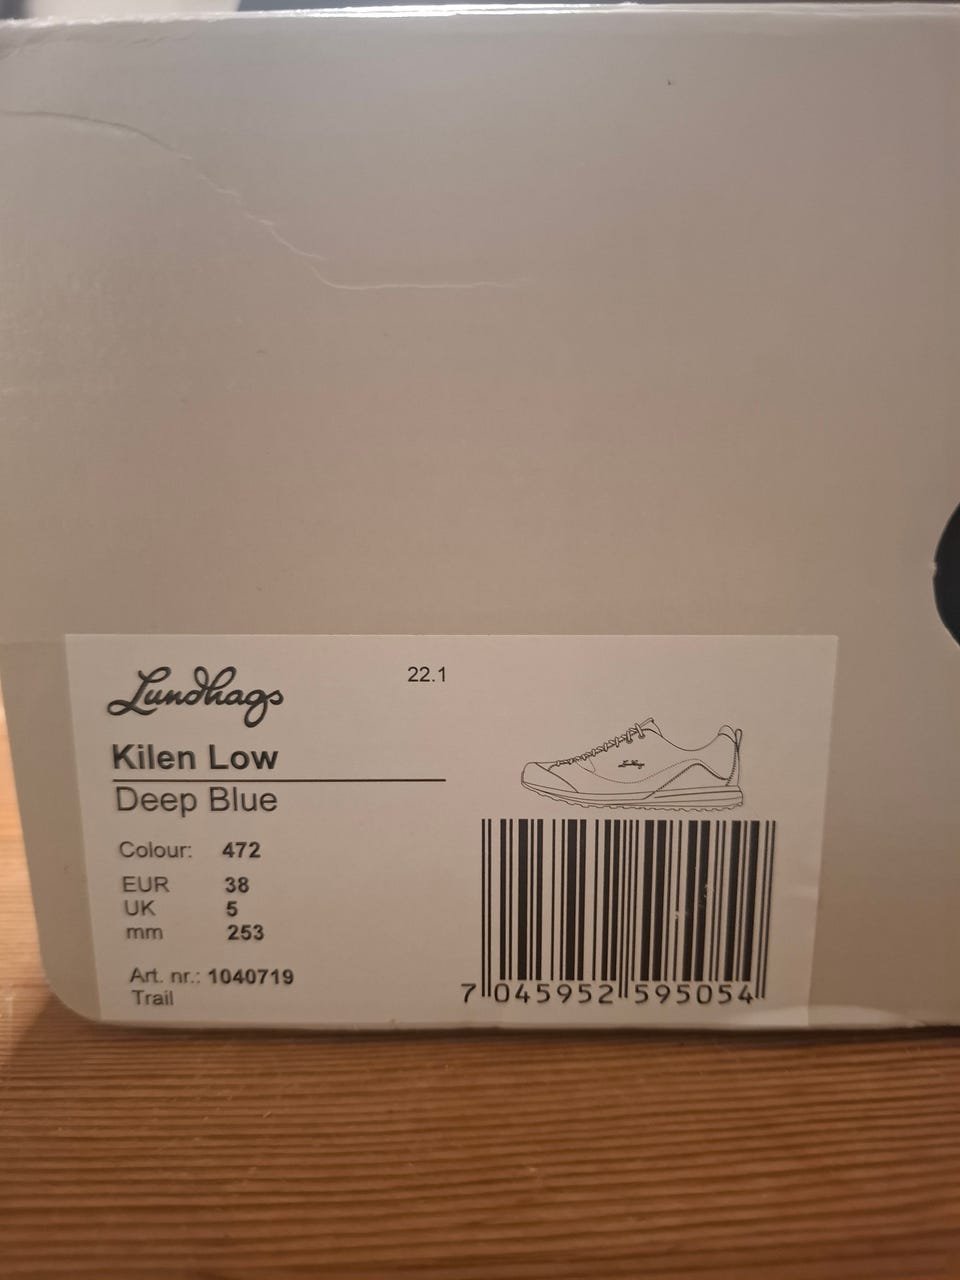 Lundhags
22.1
Kilen Low
Deep Blue
Colour: 472
EUR 38
UK 5
mm 253
Art. nr.: 1040719
Trail
7 045952 595054